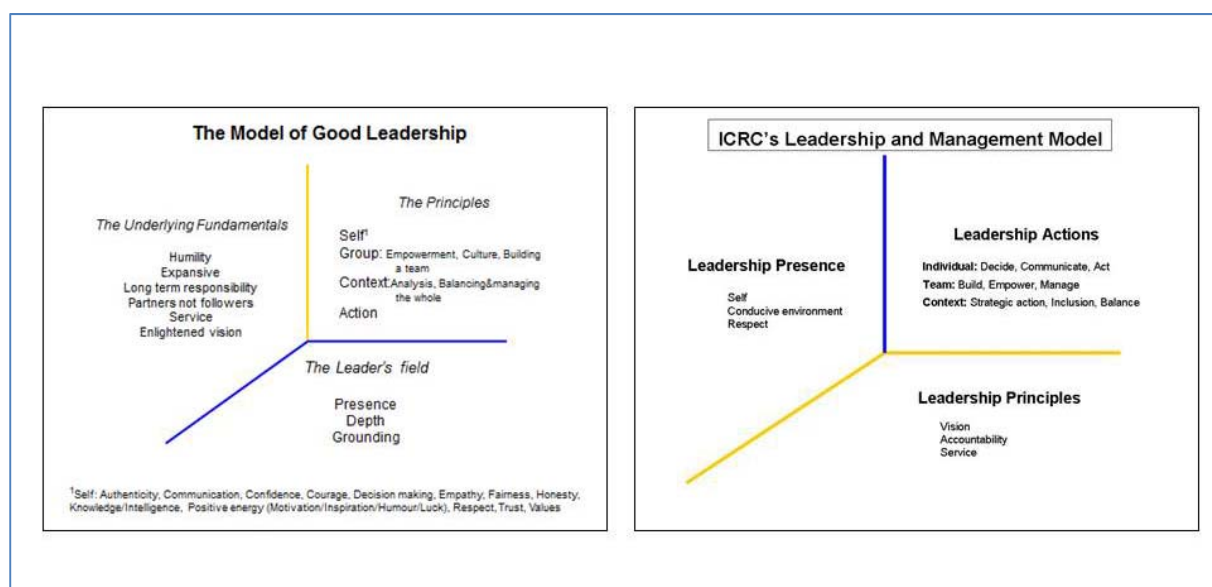 The Model of Good Leadership
The Underlying Fundamentals
Humility
Expansive
Long term responsibility
Partners not followers
Service
Enlightened vision
The Principles
Self¹
Group: Empowerment, Culture, Building
a team
Context:Analysis, Balancing&managing
the whole
Action
The Leader's field
Presence
Depth
Grounding
¹Self: Authenticity, Communication, Confidence, Courage, Decision making, Empathy, Fairness, Honesty,
Knowledge/Intelligence, Positive energy (Motivation/Inspiration/Humour/Luck), Respect, Trust, Values
ICRC's Leadership and Management Model
Leadership Presence
Self
Conducive environment
Respect
Leadership Actions
Individual: Decide, Communicate, Act
Team: Build, Empower, Manage
Context: Strategic action, Inclusion, Balance
Leadership Principles
Vision
Accountability
Service